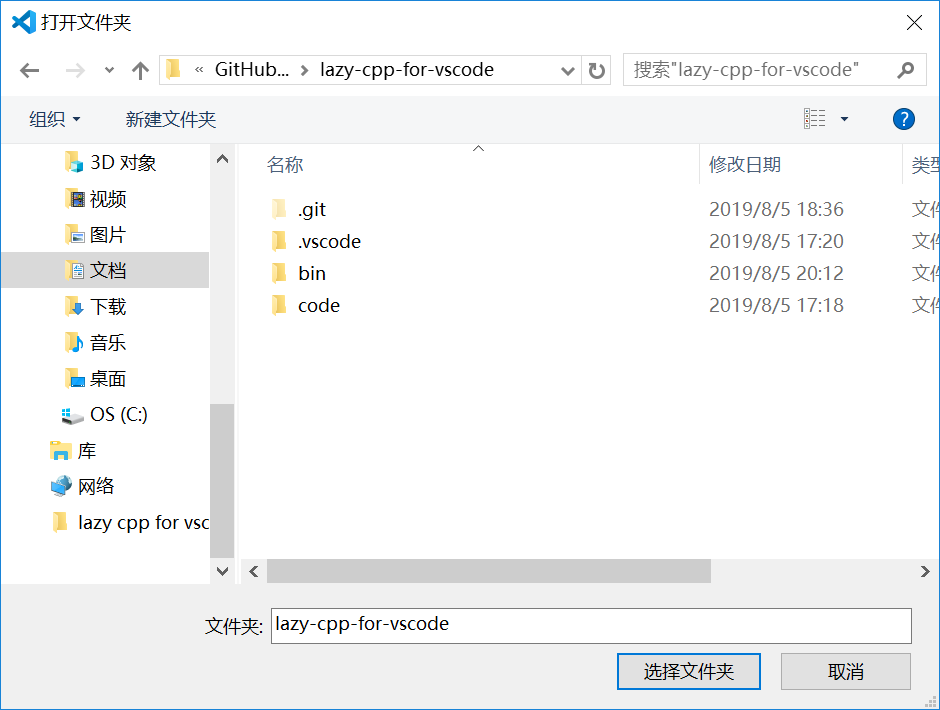 打开文件夹
« GitHub... > lazy-cpp-for-vscode
搜索"lazy-cpp-for-vscode"
组织
新建文件夹
3D 对象
视频
图片
文档
下载
音乐
桌面
OS (C:)
库
网络
lazy cpp for vsc
名称 修改日期 类型
.git 2019/8/5 18:36 文件
.vscode 2019/8/5 17:20 文件
bin 2019/8/5 20:12 文件
code 2019/8/5 17:18 文件
文件夹: lazy-cpp-for-vscode
选择文件夹 取消